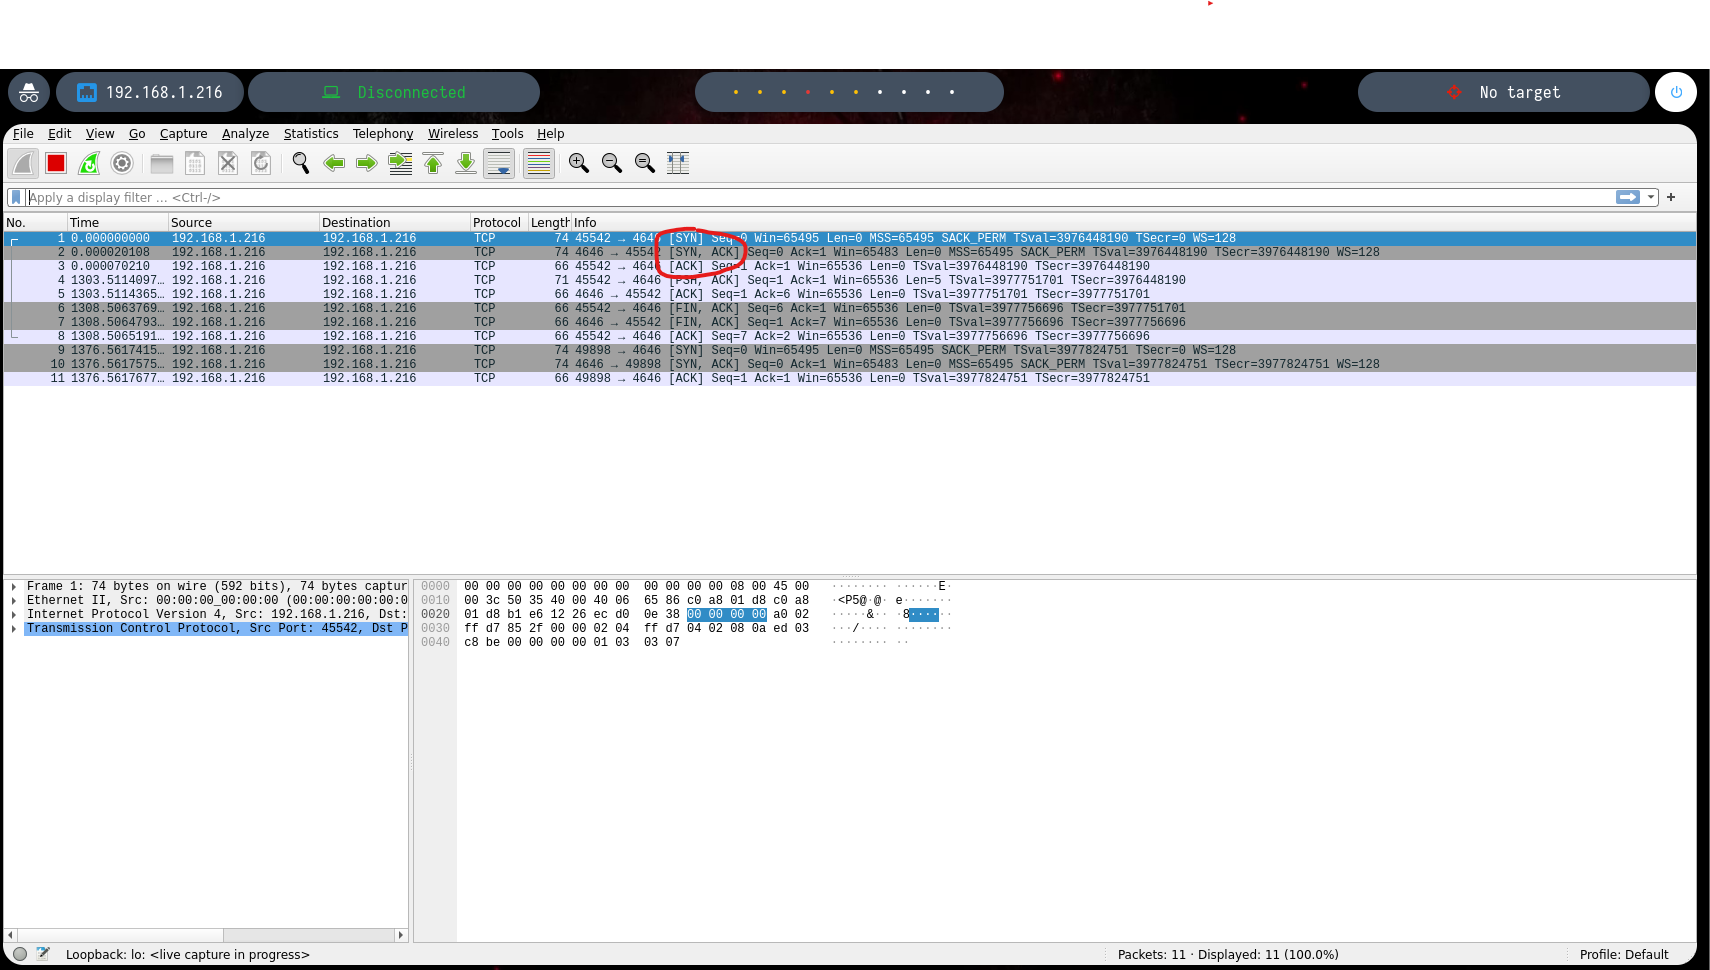 192.168.1.216
Disconnected
No target
File Edit View Go Capture Analyze Statistics Telephony Wireless Tools Help
Apply a display filter … <Ctrl-/>
No. Time Source Destination Protocol Length Info
1 0.000000000 192.168.1.216 192.168.1.216 TCP 74 45542 → 4646 [SYN] Seq=0 Win=65495 Len=0 MSS=65495 SACK_PERM TSval=3976448190 TSecr=0 WS=128
2 0.000020108 192.168.1.216 192.168.1.216 TCP 74 4646 → 45542 [SYN, ACK] Seq=0 Ack=1 Win=65483 Len=0 MSS=65495 SACK_PERM TSval=3976448190 TSecr=3976448190 WS=128
3 0.000070210 192.168.1.216 192.168.1.216 TCP 66 45542 → 4646 [ACK] Seq=1 Ack=1 Win=65536 Len=0 TSval=3976448190 TSecr=3976448190
4 1303.5114097… 192.168.1.216 192.168.1.216 TCP 71 45542 → 4646 [PSH, ACK] Seq=1 Ack=1 Win=65536 Len=5 TSval=3977751701 TSecr=3976448190
5 1303.5114365… 192.168.1.216 192.168.1.216 TCP 66 4646 → 45542 [ACK] Seq=1 Ack=6 Win=65536 Len=0 TSval=3977751701 TSecr=3977751701
6 1308.5063769… 192.168.1.216 192.168.1.216 TCP 66 45542 → 4646 [FIN, ACK] Seq=6 Ack=1 Win=65536 Len=0 TSval=3977756696 TSecr=3977751701
7 1308.5064793… 192.168.1.216 192.168.1.216 TCP 66 4646 → 45542 [FIN, ACK] Seq=1 Ack=7 Win=65536 Len=0 TSval=3977756696 TSecr=3977756696
8 1308.5065191… 192.168.1.216 192.168.1.216 TCP 66 45542 → 4646 [ACK] Seq=7 Ack=2 Win=65536 Len=0 TSval=3977756696 TSecr=3977756696
9 1376.5617415… 192.168.1.216 192.168.1.216 TCP 74 49898 → 4646 [SYN] Seq=0 Win=65495 Len=0 MSS=65495 SACK_PERM TSval=3977824751 TSecr=0 WS=128
10 1376.5617575… 192.168.1.216 192.168.1.216 TCP 74 4646 → 49898 [SYN, ACK] Seq=0 Ack=1 Win=65483 Len=0 MSS=65495 SACK_PERM TSval=3977824751 TSecr=3977824751 WS=128
11 1376.5617677… 192.168.1.216 192.168.1.216 TCP 66 49898 → 4646 [ACK] Seq=1 Ack=1 Win=65536 Len=0 TSval=3977824751 TSecr=3977824751
Frame 1: 74 bytes on wire (592 bits), 74 bytes captur
Ethernet II, Src: 00:00:00_00:00:00 (00:00:00:00:00:0
Internet Protocol Version 4, Src: 192.168.1.216, Dst:
Transmission Control Protocol, Src Port: 45542, Dst P
0000 00 00 00 00 00 00 00 00 00 00 00 00 08 00 45 00 ········ ······E·
0010 00 3c 50 35 40 00 40 06 65 86 c0 a8 01 d8 c0 a8 ·<P5@·@· e·······
0020 01 d8 b1 e6 12 26 ec d0 0e 38 00 00 00 00 a0 02 ·····&·· ·8······
0030 ff d7 85 2f 00 00 02 04 ff d7 04 02 08 0a ed 03 ···/···· ········
0040 c8 be 00 00 00 00 01 03 03 07 ········ ··
Loopback: lo: <live capture in progress>
Packets: 11 · Displayed: 11 (100.0%)
Profile: Default